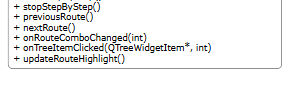 + stopStepByStep()
+ previousRoute()
+ nextRoute()
+ onRouteComboChanged(int)
+ onTreeItemClicked(QTreeWidgetItem*, int)
+ updateRouteHighlight()